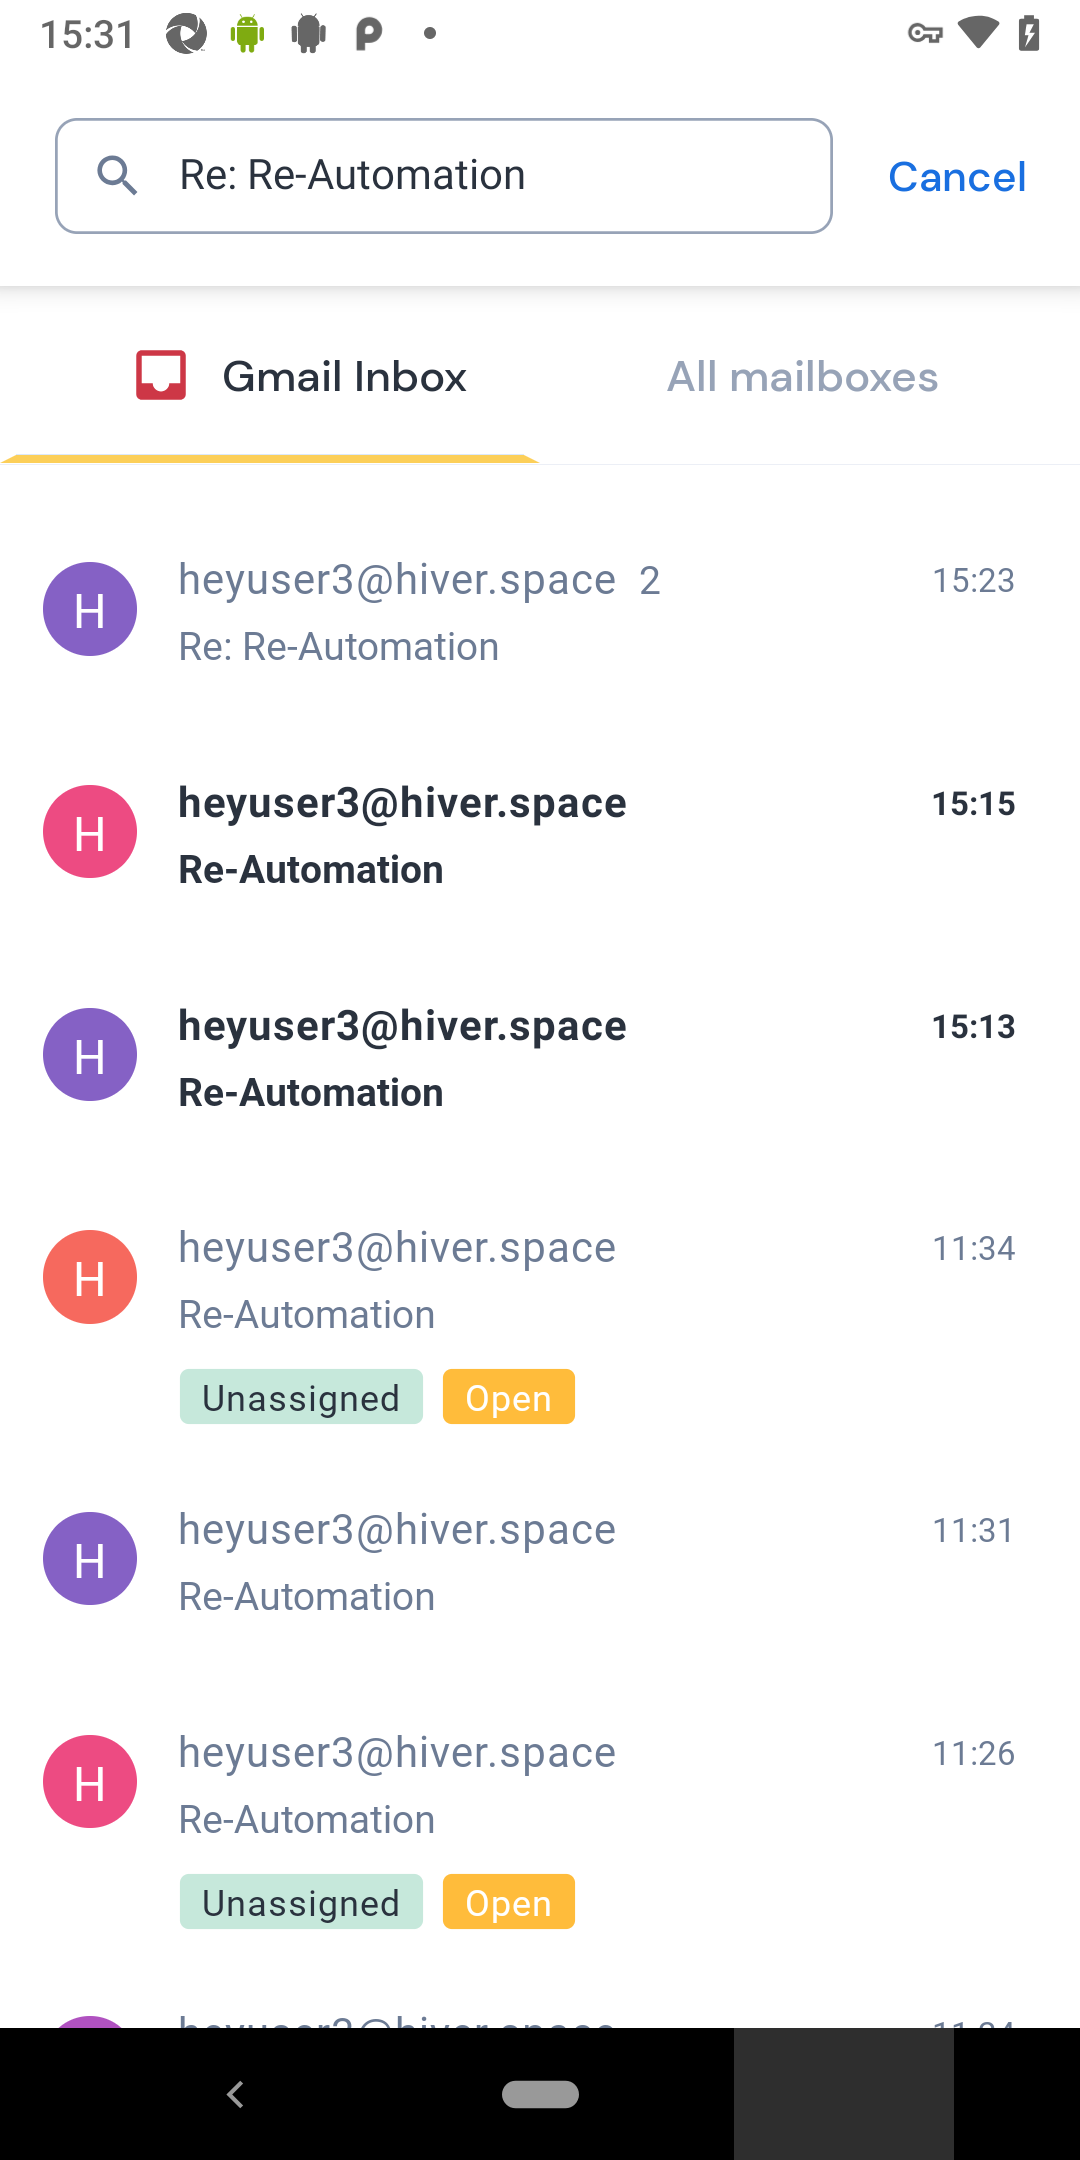 15:31
Re: Re-Automation
Cancel
Gmail Inbox
All mailboxes
H
heyuser3@hiver.space 2
15:23
Re: Re-Automation
H
heyuser3@hiver.space
15:15
Re-Automation
H
heyuser3@hiver.space
15:13
Re-Automation
H
heyuser3@hiver.space
11:34
Re-Automation
Unassigned
Open
H
heyuser3@hiver.space
11:31
Re-Automation
H
heyuser3@hiver.space
11:26
Re-Automation
Unassigned
Open
heyuser3@hiver.space